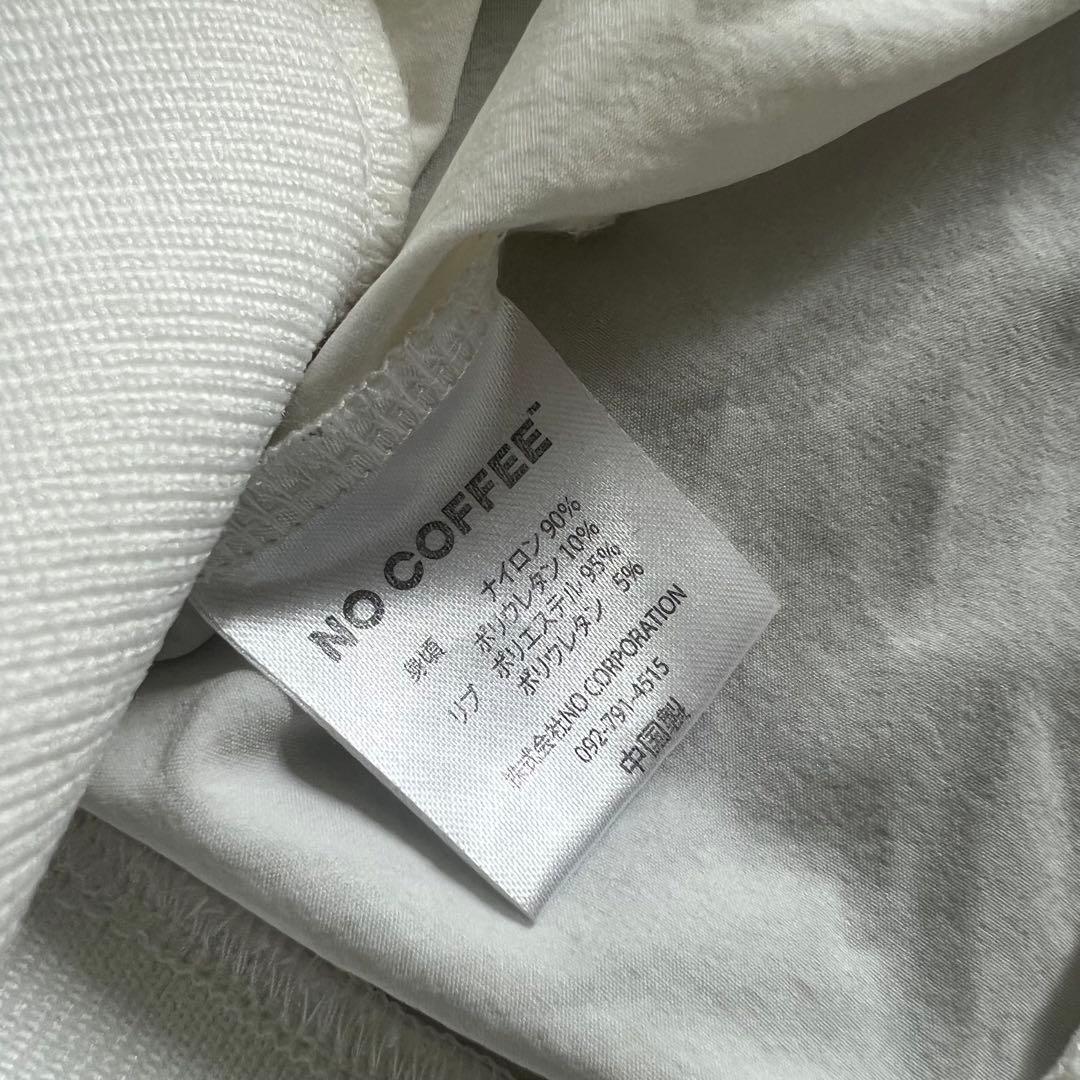 NO COFFEE™
身頃 ナイロン 90%
ポリウレタン 10%
リブ ポリエステル 95%
ポリウレタン 5%
株式会社NO CORPORATION
092-791-4515
中国製